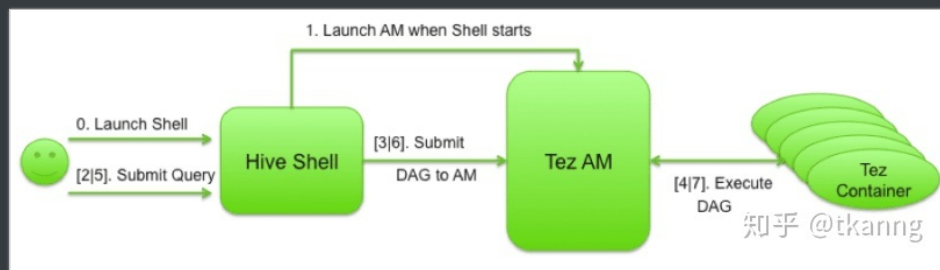 1. Launch AM when Shell starts
0. Launch Shell
[2|5]. Submit Query
Hive Shell
[3|6]. Submit
DAG to AM
Tez AM
[4|7]. Execute
DAG
Tez
Container
知乎 @tkanng